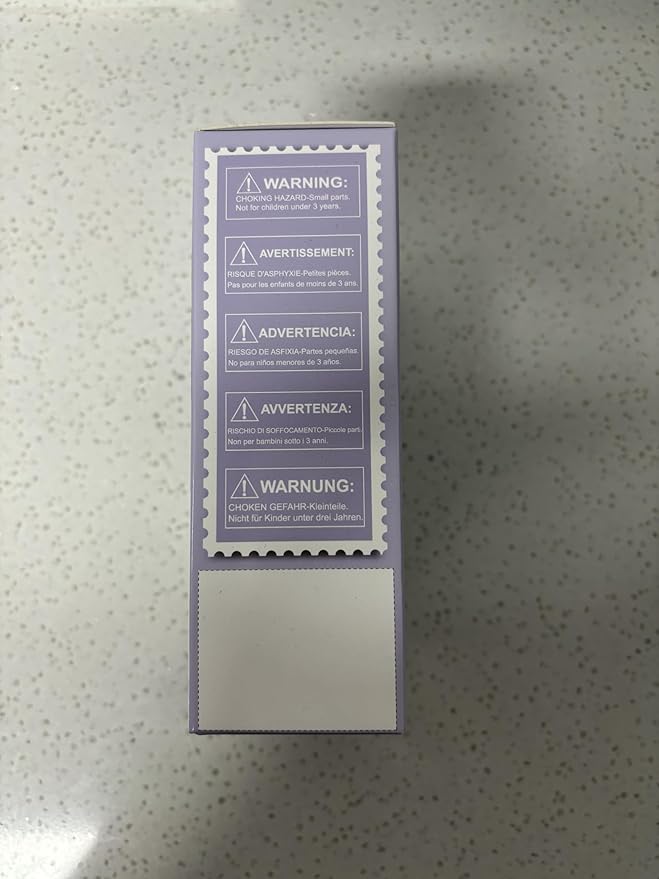 WARNING:
CHOKING HAZARD-Small parts.
Not for children under 3 years.
AVERTISSEMENT:
RISQUE D'ASPHYXIE-Petites pièces.
Pas pour les enfants de moins de 3 ans.
ADVERTENCIA:
RIESGO DE ASFIXIA-Partes pequeñas.
No para niños menores de 3 años.
AVVERTENZA:
RISCHIO DI SOFFOCAMENTO-Piccole parti.
Non per bambini sotto i 3 anni.
WARNUNG:
CHOKEN GEFAHR-Kleinteile.
Nicht für Kinder unter drei Jahren.